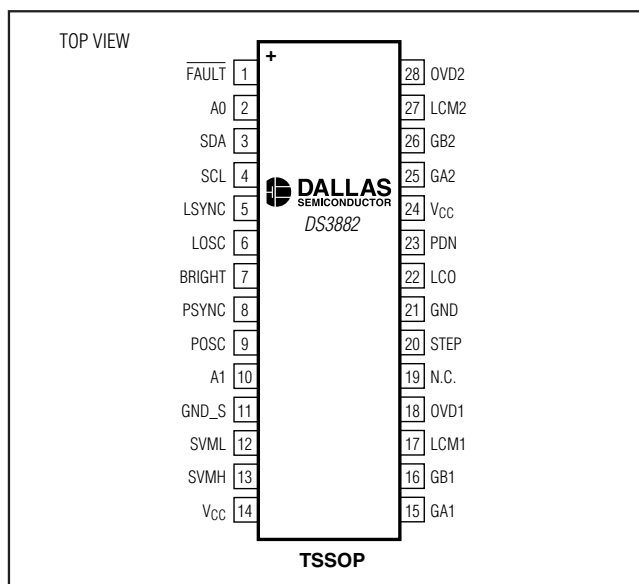 TOP VIEW
+
FAULT 1
A0 2
SDA 3
SCL 4
LSYNC 5
LOSC 6
BRIGHT 7
PSYNC 8
POSC 9
A1 10
GND_S 11
SVML 12
SVMH 13
VCC 14
DALLAS
SEMICONDUCTOR
DS3882
28 OVD2
27 LCM2
26 GB2
25 GA2
24 VCC
23 PDN
22 LCO
21 GND
20 STEP
19 N.C.
18 OVD1
17 LCM1
16 GB1
15 GA1
TSSOP